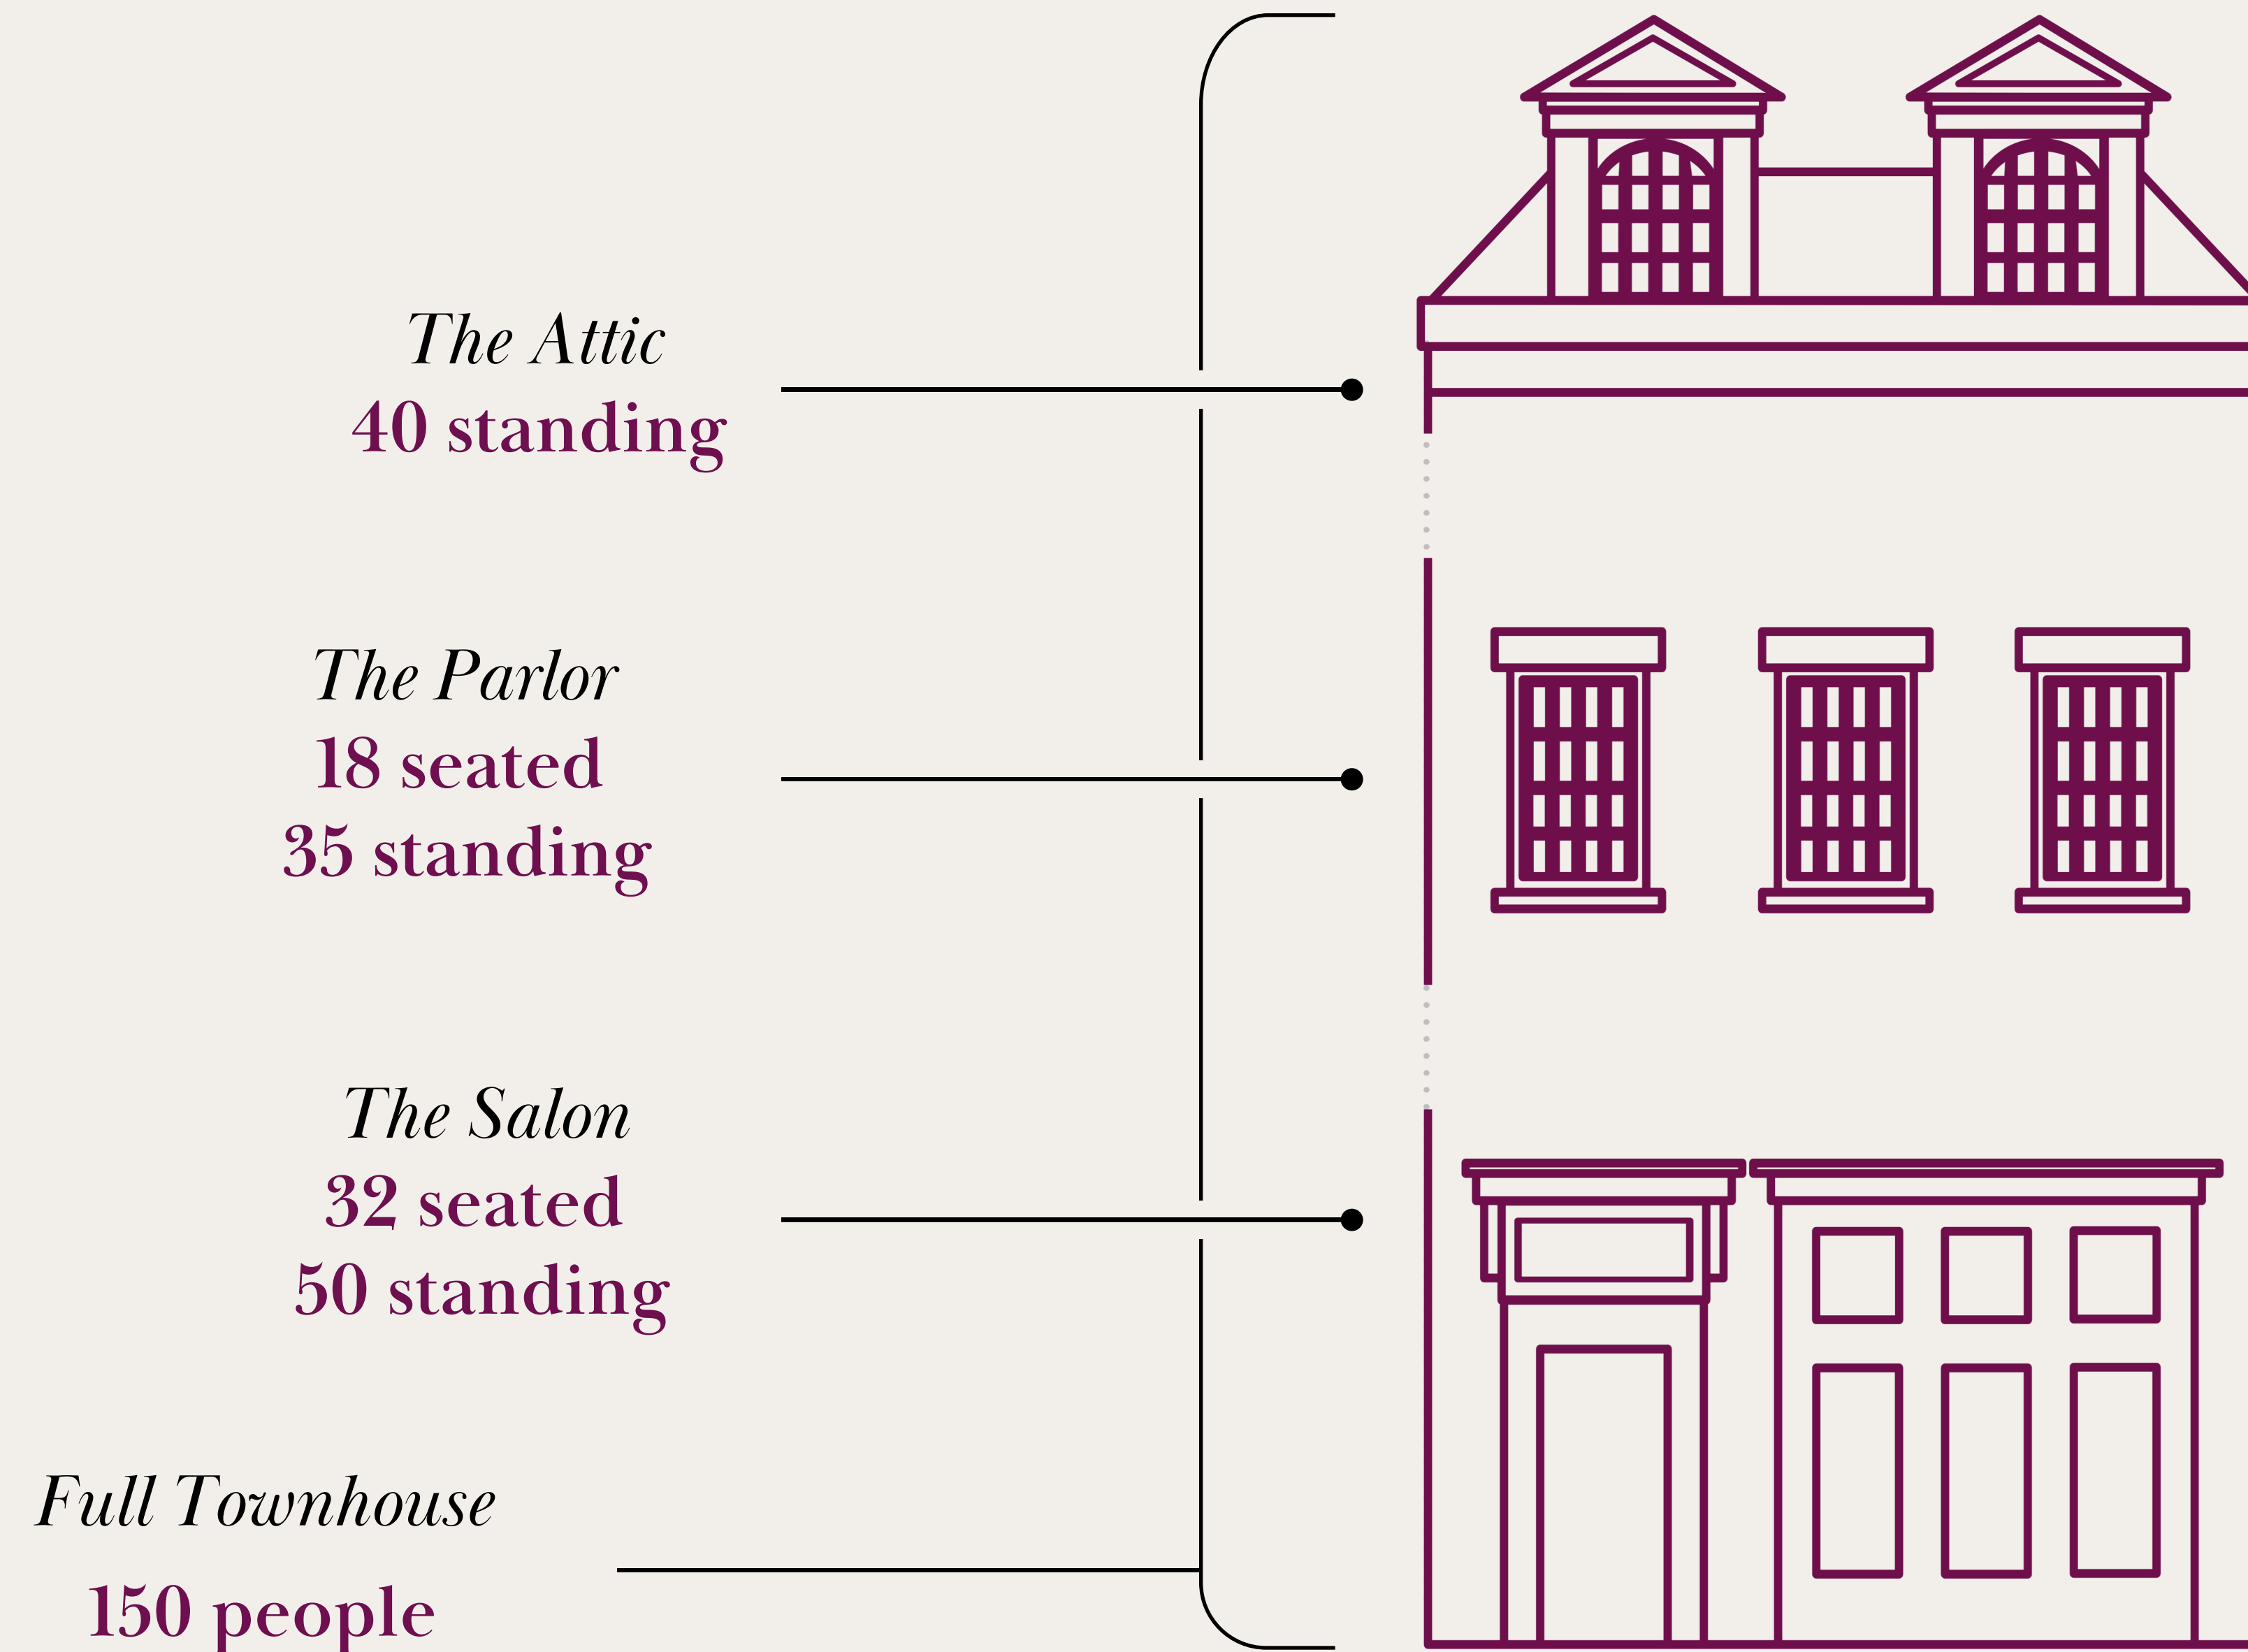 The Attic
40 standing
The Parlor
18 seated
35 standing
The Salon
32 seated
50 standing
Full Townhouse
150 people